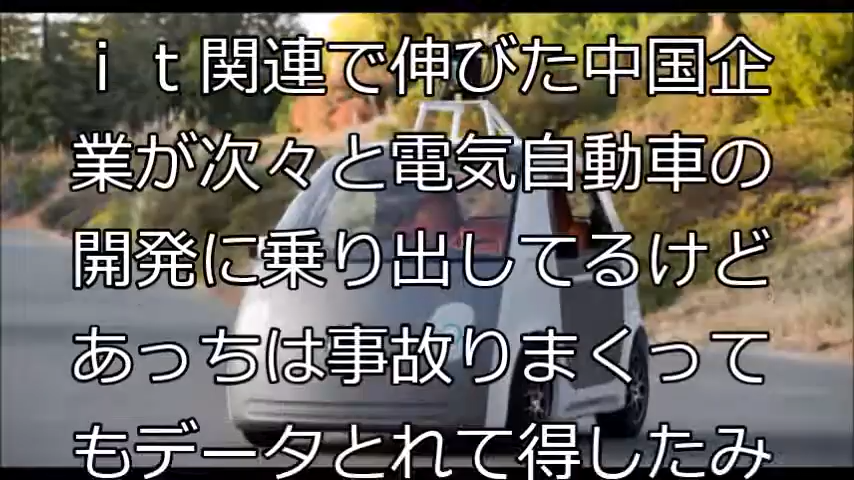 ｉｔ関連で伸びた中国企
業が次々と電気自動車の
開発に乗り出してるけど
あっちは事故りまくって
もデータとれて得したみ